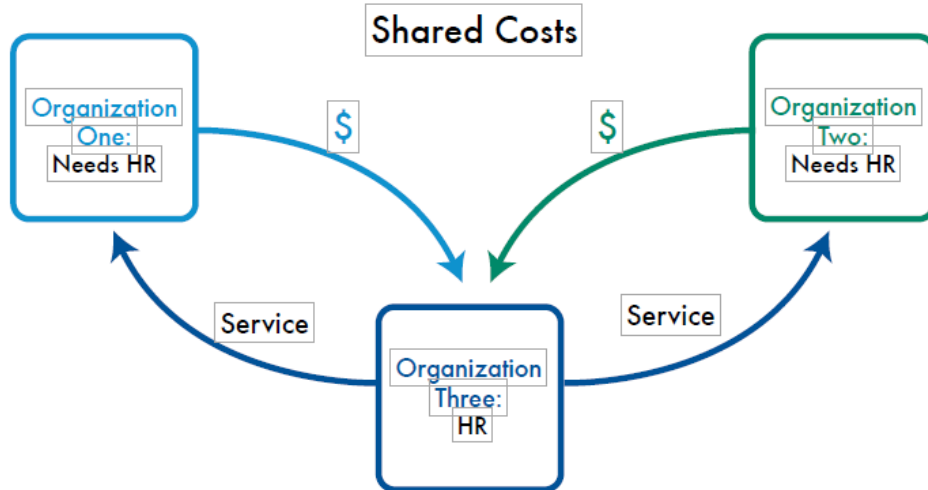 Shared Costs
Organization
One:
Needs HR
$
$
Organization
Two:
Needs HR
Service
Service
Organization
Three:
HR